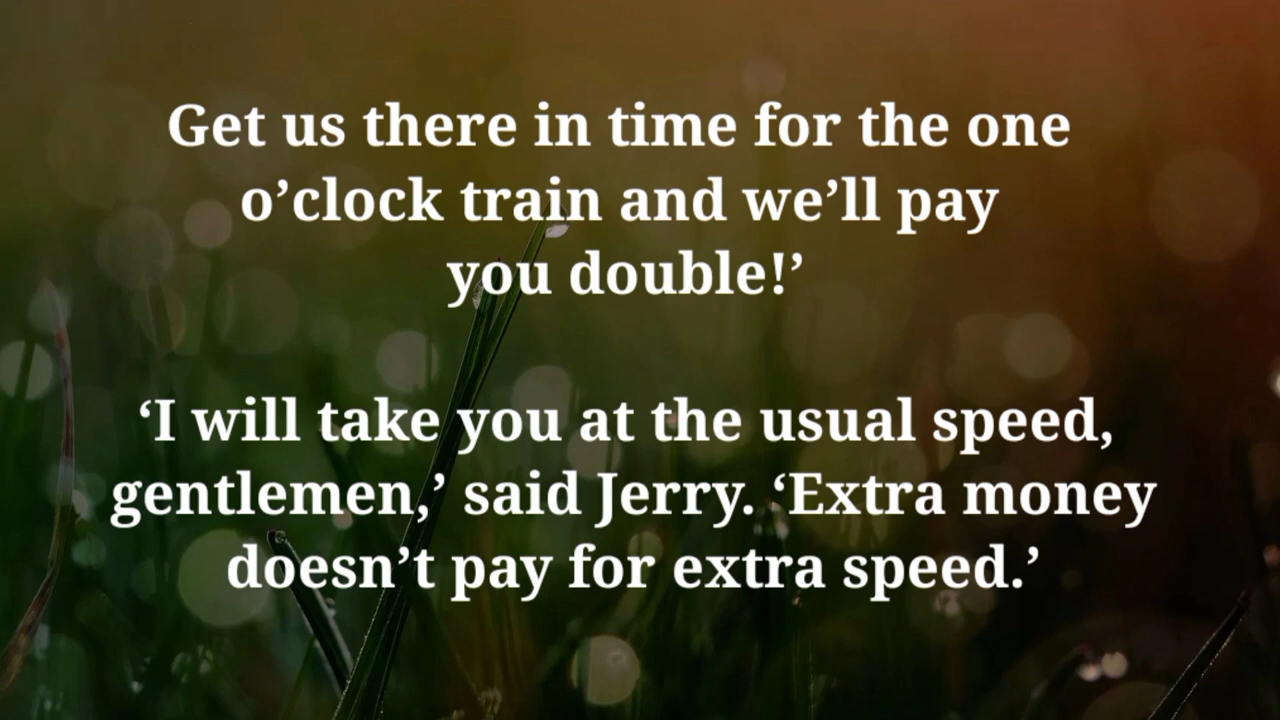 Get us there in time for the one
o’clock train and we’ll pay
you double!’
‘I will take you at the usual speed,
gentlemen,’ said Jerry. ‘Extra money
doesn’t pay for extra speed.’